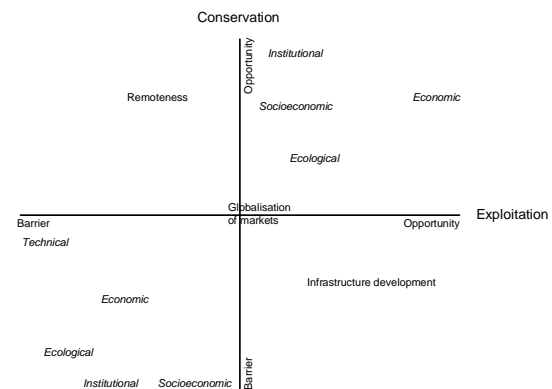 Conservation
Opportunity
Institutional
Remoteness
Socioeconomic
Economic
Ecological
Globalisation
of markets
Exploitation
Barrier
Opportunity
Technical
Infrastructure development
Economic
Ecological
Institutional
Socioeconomic
Barrier